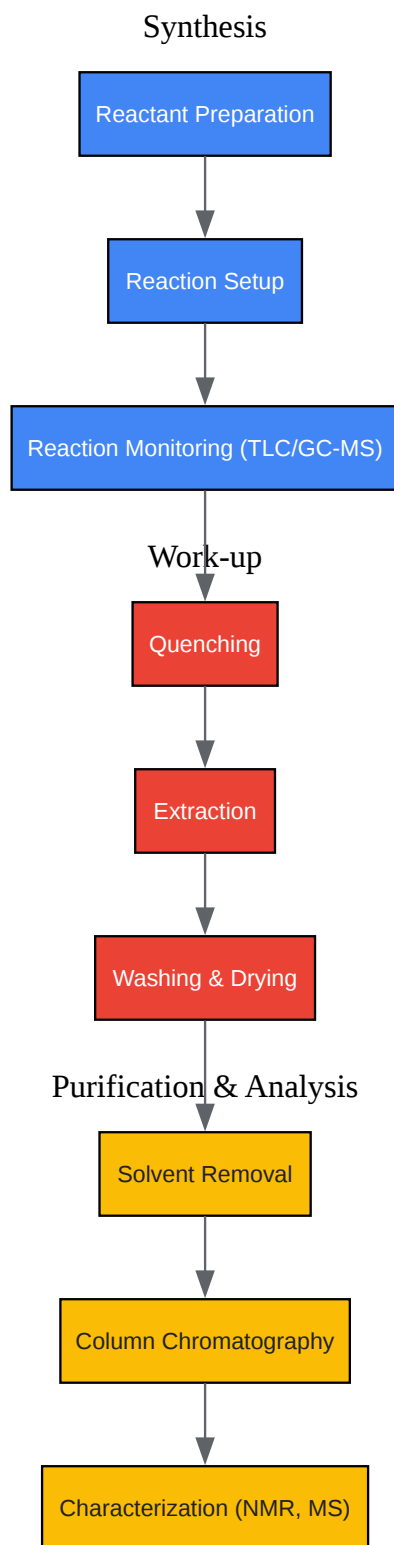 Synthesis
Reactant Preparation
Reaction Setup
Reaction Monitoring (TLC/GC-MS)
Work-up
Quenching
Extraction
Washing & Drying
Purification & Analysis
Solvent Removal
Column Chromatography
Characterization (NMR, MS)